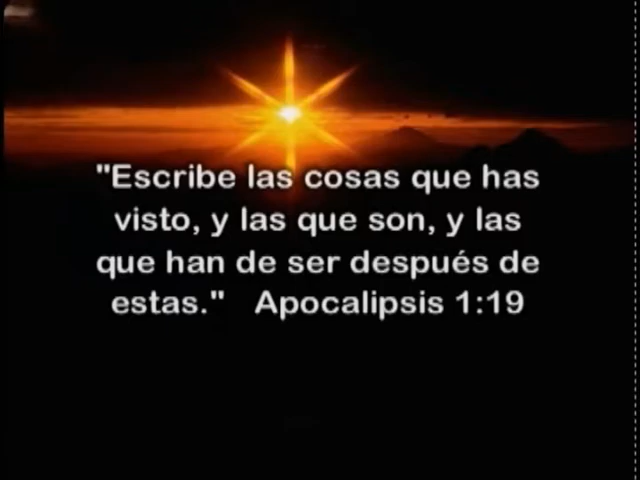 "Escribe las cosas que has
visto, y las que son, y las
que han de ser después de
estas."   Apocalipsis 1:19